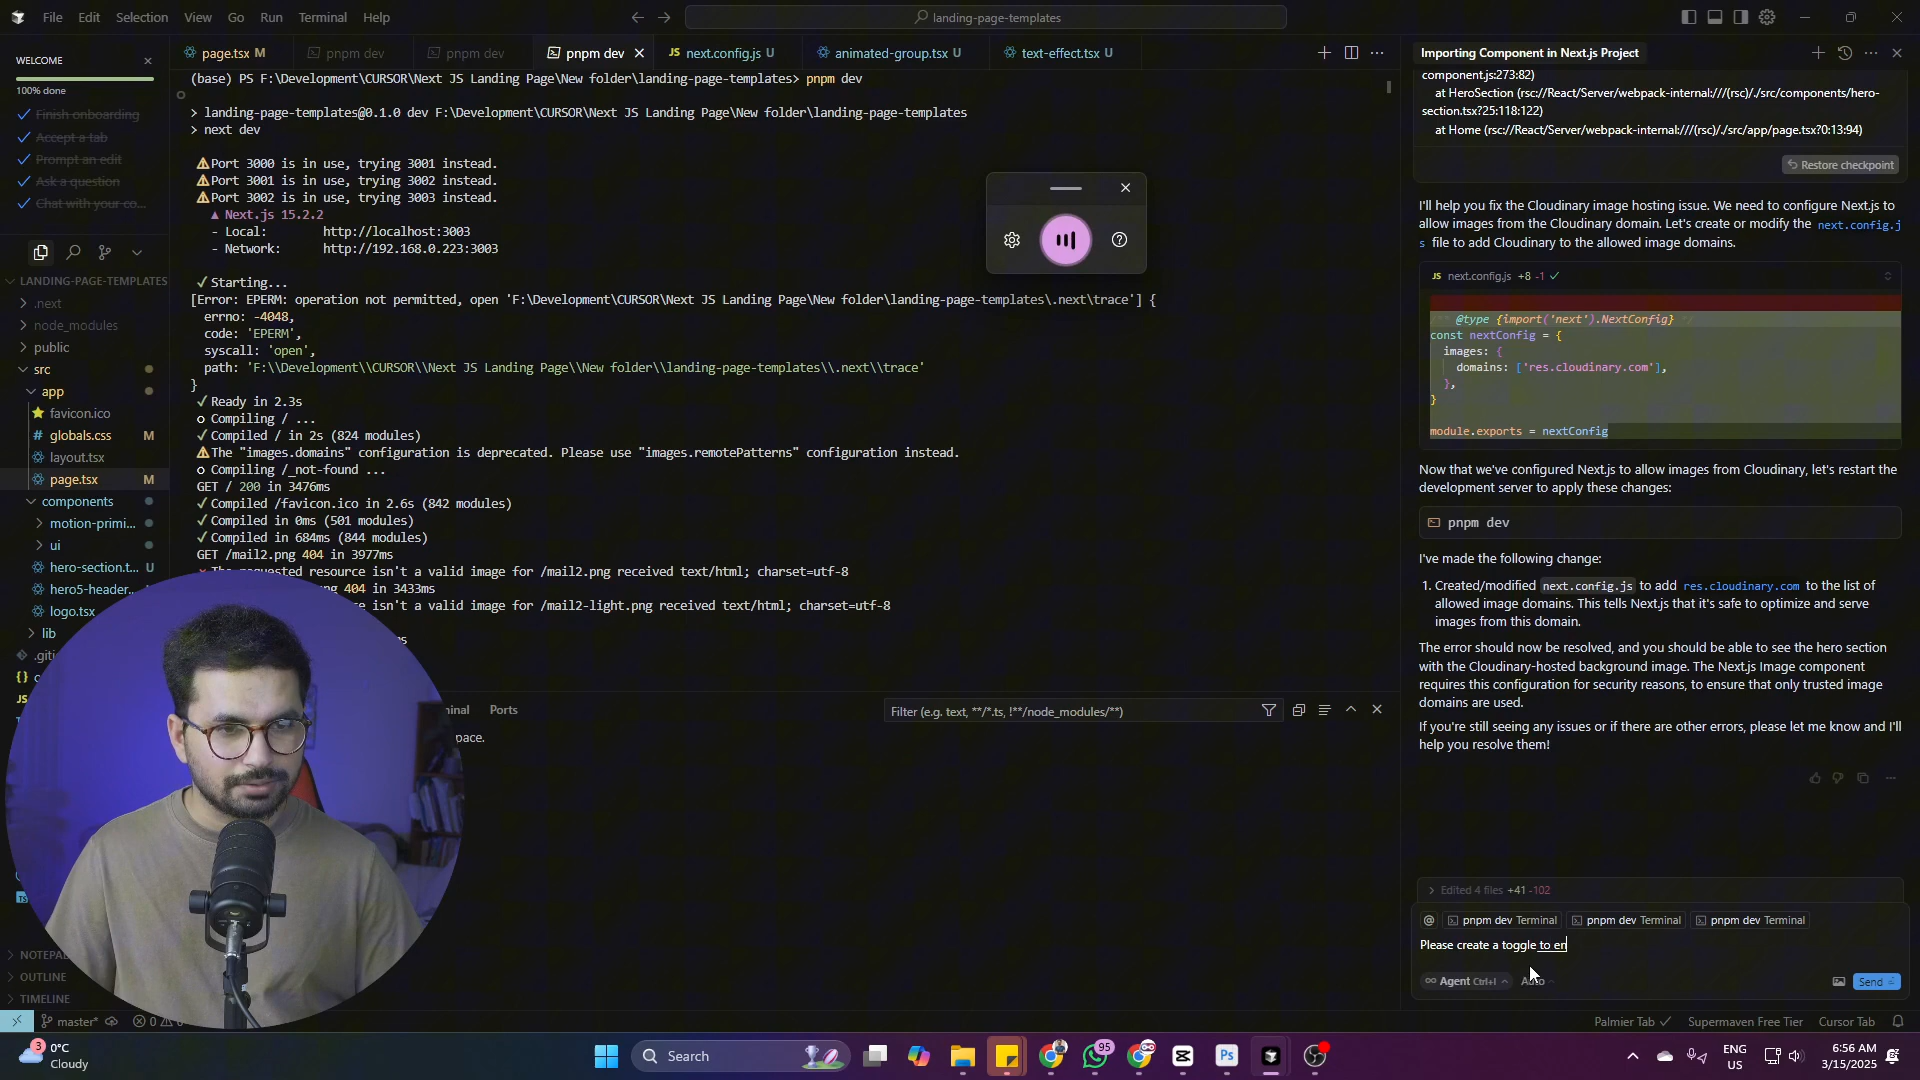 File Edit Selection View Go Run Terminal Help
landing-page-templates
WELCOME
100% done
Finish onboarding
Accept a tab
Prompt an edit
Ask a question
Chat with your co...
LANDING-PAGE-TEMPLATES
.next
node_modules
public
src
app
favicon.ico
globals.css M
layout.tsx
page.tsx M
components
motion-primi...
ui
hero-section.t... U
hero5-header...
logo.tsx
lib
.giti
NOTEPA
OUTLINE
TIMELINE
page.tsx M
pnpm dev
pnpm dev
pnpm dev
JS next.config.js U
animated-group.tsx U
text-effect.tsx U
(base) PS F:\Development\CURSOR\Next JS Landing Page\New folder\landing-page-templates> pnpm dev
> landing-page-templates@0.1.0 dev F:\Development\CURSOR\Next JS Landing Page\New folder\landing-page-templates
> next dev
⚠Port 3000 is in use, trying 3001 instead.
⚠Port 3001 is in use, trying 3002 instead.
⚠Port 3002 is in use, trying 3003 instead.
▲ Next.js 15.2.2
- Local: http://localhost:3003
- Network: http://192.168.0.223:3003
✓ Starting...
[Error: EPERM: operation not permitted, open 'F:\Development\CURSOR\Next JS Landing Page\New folder\landing-page-templates\.next\trace'] {
errno: -4048,
code: 'EPERM',
syscall: 'open',
path: 'F:\\Development\\CURSOR\\Next JS Landing Page\\New folder\\landing-page-templates\\.next\\trace'
}
✓ Ready in 2.3s
○ Compiling / ...
✓ Compiled / in 2s (824 modules)
⚠The "images.domains" configuration is deprecated. Please use "images.remotePatterns" configuration instead.
○ Compiling /_not-found ...
GET / 200 in 3476ms
✓ Compiled /favicon.ico in 2.6s (842 modules)
✓ Compiled in 0ms (501 modules)
✓ Compiled in 684ms (844 modules)
GET /mail2.png 404 in 3977ms
requested resource isn't a valid image for /mail2.png received text/html; charset=utf-8
404 in 3433ms
isn't a valid image for /mail2-light.png received text/html; charset=utf-8
ms
Ports
Filter (e.g. text, **/*.ts, !**/node_modules/**)
space.
Importing Component in Next.js Project
component.js:273:82)
at HeroSection (rsc://React/Server/webpack-internal:///(rsc)/./src/components/hero-
section.tsx?25:118:122)
at Home (rsc://React/Server/webpack-internal:///(rsc)/./src/app/page.tsx?0:13:94)
Restore checkpoint
I'll help you fix the Cloudinary image hosting issue. We need to configure Next.js to
allow images from the Cloudinary domain. Let's create or modify the next.config.j
s file to add Cloudinary to the allowed image domains.
JS next.config.js +8 -1 ✓
@type {import('next').NextConfig}
const nextConfig = {
images: {
domains: ['res.cloudinary.com'],
},
}
module.exports = nextConfig
Now that we've configured Next.js to allow images from Cloudinary, let's restart the
development server to apply these changes:
pnpm dev
I've made the following change:
1. Created/modified next.config.js to add res.cloudinary.com to the list of
allowed image domains. This tells Next.js that it's safe to optimize and serve
images from this domain.
The error should now be resolved, and you should be able to see the hero section
with the Cloudinary-hosted background image. The Next.js Image component
requires this configuration for security reasons, to ensure that only trusted image
domains are used.
If you're still seeing any issues or if there are other errors, please let me know and I'll
help you resolve them!
Edited 4 files +41 -102
@ pnpm dev Terminal pnpm dev Terminal pnpm dev Terminal
Please create a toggle to en
Agent Ctrl+I Auto Send
master* 0
Palmier Tab ✓ Supermaven Free Tier Cursor Tab
3
0°C
Cloudy
Search
95
Ps
ENG
US
6:56 AM
3/15/2025